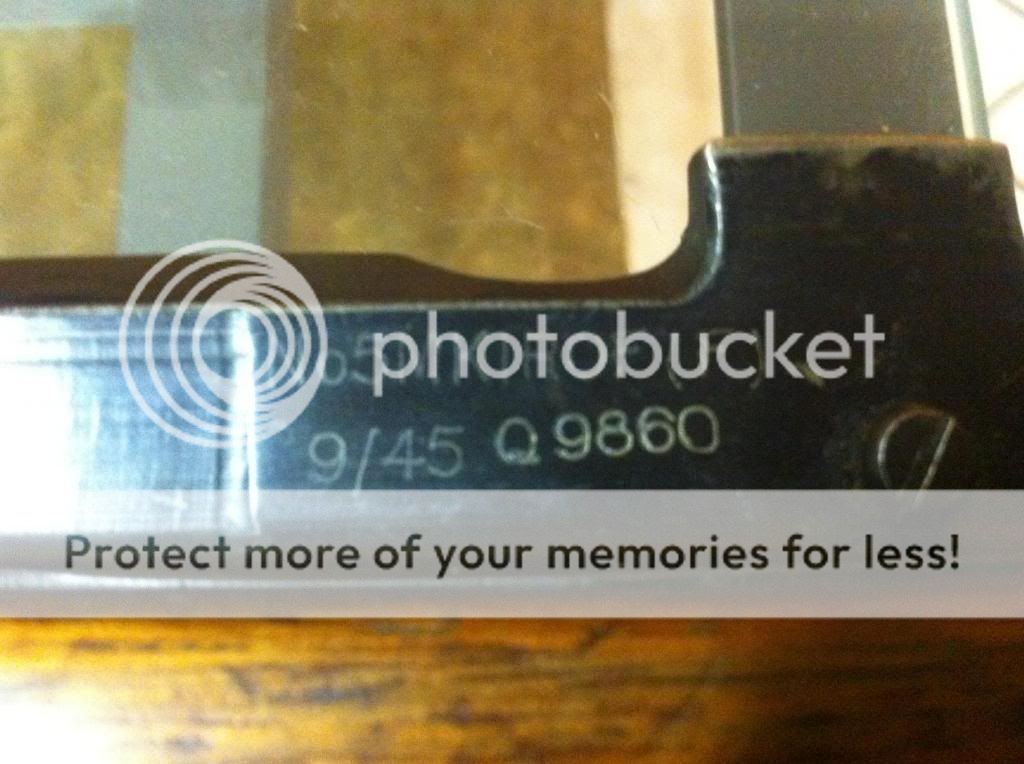 photobucket
9/45 Q9860
Protect more of your memories for less!